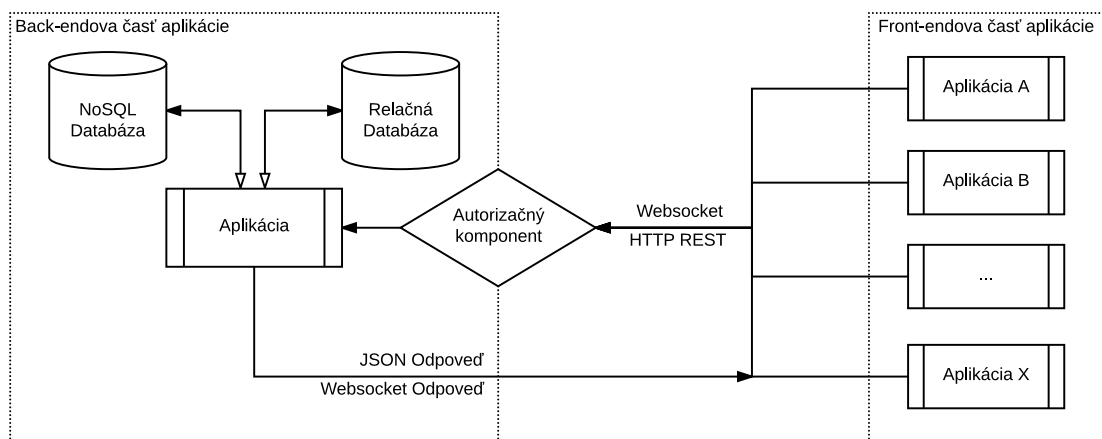 Back-endova časť aplikácie
Front-endova časť aplikácie
NoSQL
Databáza
Relačná
Databáza
Aplikácia
Autorizačný
komponent
Websocket
HTTP REST
JSON Odpoveď
Websocket Odpoveď
Aplikácia A
Aplikácia B
...
Aplikácia X